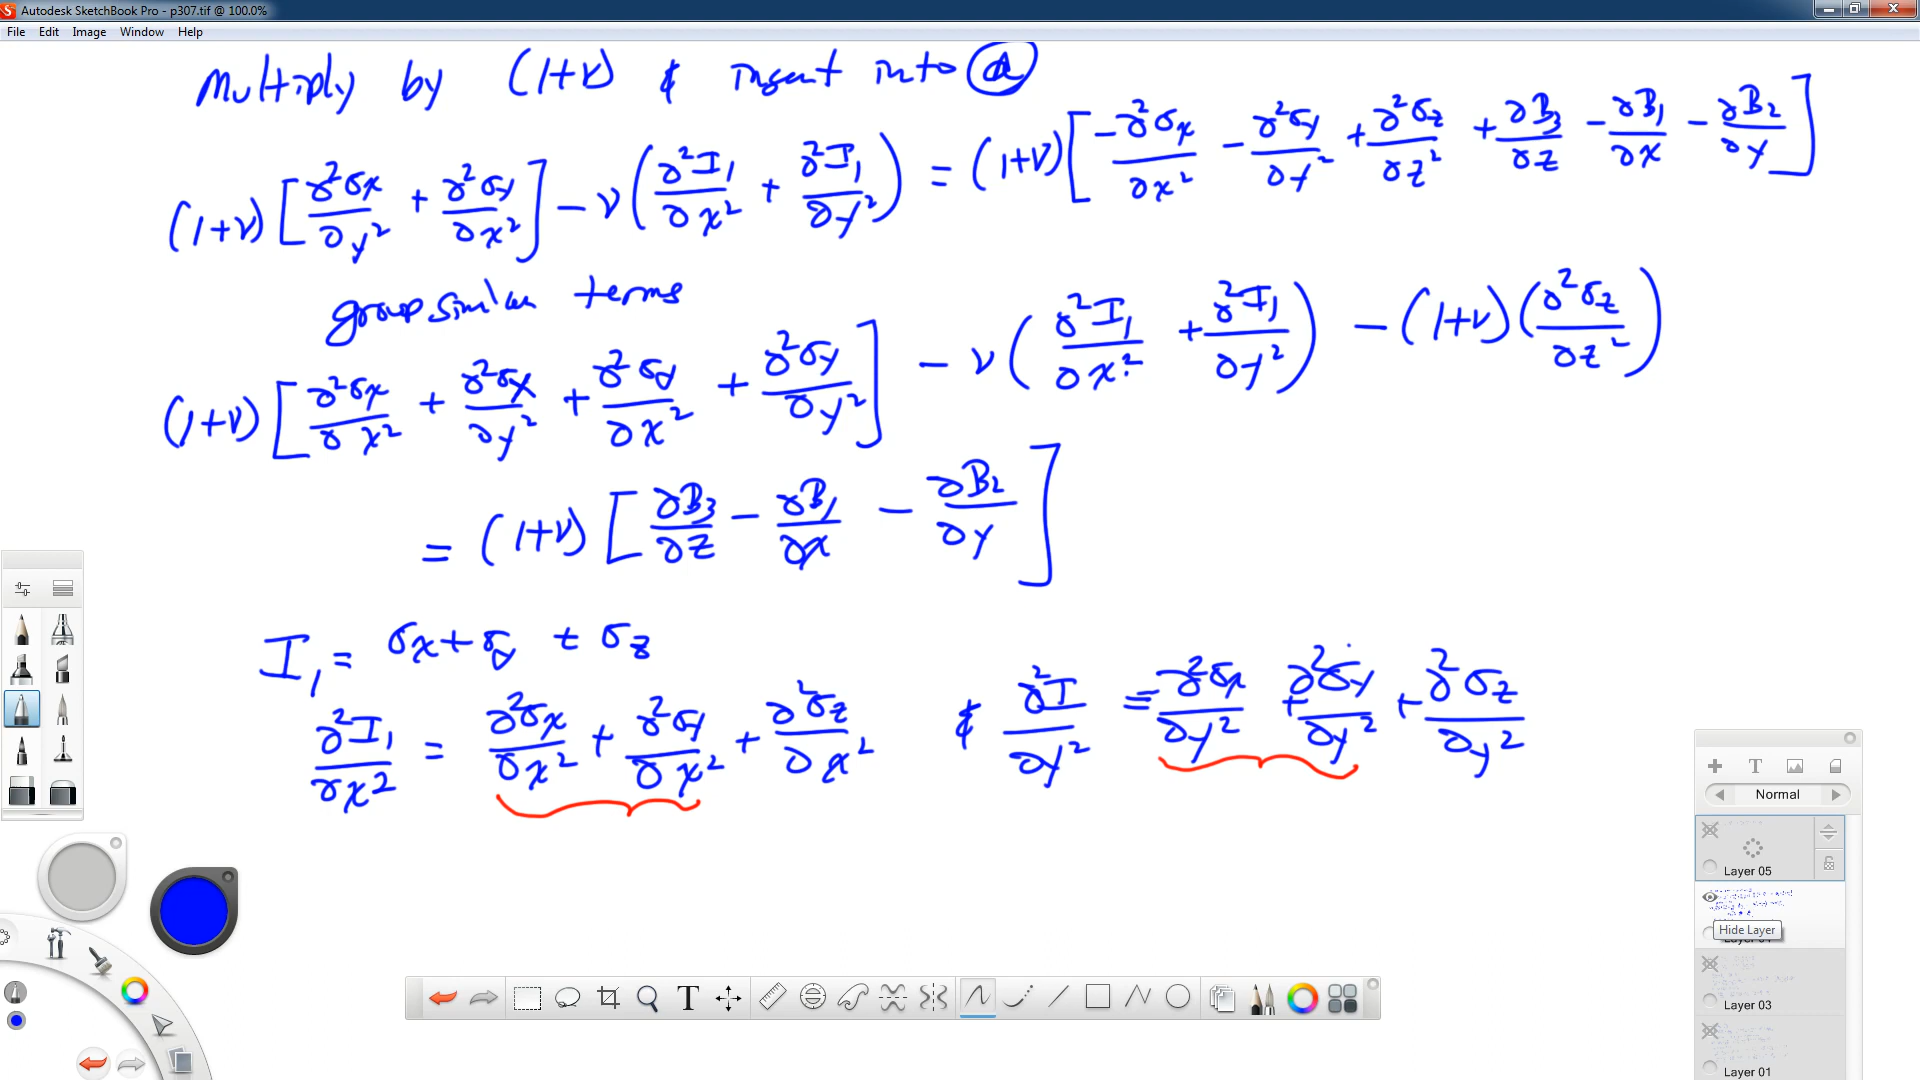 Autodesk SketchBook Pro - p307.tif @ 100.0%
File Edit Image Window Help
Multiply by (1+ν) & insert into ⓐ
(1+ν) [∂²σx/∂y² + ∂²σy/∂x²] − ν (∂²I₁/∂x² + ∂²I₁/∂y²) = (1+ν) [−∂²σx/∂x² − ∂²σy/∂y² + ∂²σz/∂z² + ∂B₃/∂z − ∂B₁/∂x − ∂B₂/∂y]
group similar terms
(1+ν) [∂²σx/∂x² + ∂²σx/∂y² + ∂²σy/∂x² + ∂²σy/∂y²] − ν (∂²I₁/∂x² + ∂²I₁/∂y²) − (1+ν) (∂²σz/∂z²)
= (1+ν) [∂B₃/∂z − ∂B₁/∂x − ∂B₂/∂y]
I₁ = σx + σy + σz
∂²I₁/∂x² = ∂²σx/∂x² + ∂²σy/∂x² + ∂²σz/∂x² & ∂²I/∂y² = ∂²σx/∂y² + ∂²σy/∂y² + ∂²σz/∂y²
T
Normal
Layer 05
Hide Layer
Layer 03
Layer 01
T